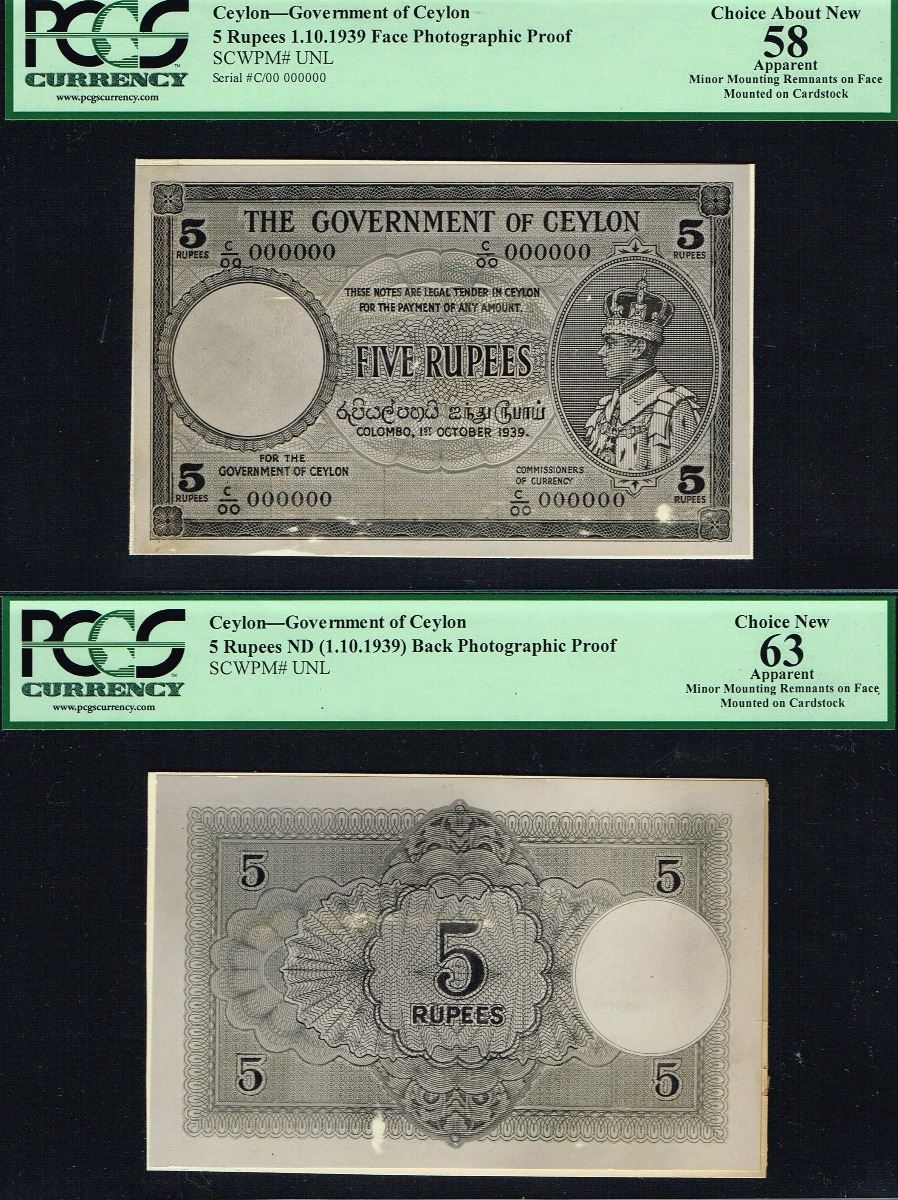 PCGS
CURRENCY
www.pcgscurrency.com
Ceylon—Government of Ceylon
5 Rupees 1.10.1939 Face Photographic Proof
SCWPM# UNL
Serial #C/00 000000
Choice About New
58
Apparent
Minor Mounting Remnants on Face
Mounted on Cardstock
THE GOVERNMENT OF CEYLON
5 RUPEES
5 RUPEES
C/00 000000
C/00 000000
THESE NOTES ARE LEGAL TENDER IN CEYLON
FOR THE PAYMENT OF ANY AMOUNT.
FIVE RUPEES
රුපියල් පහයි ஐந்து ரூபாய்
COLOMBO, 1ST OCTOBER 1939.
FOR THE
GOVERNMENT OF CEYLON
COMMISSIONERS
OF CURRENCY
5 RUPEES
5 RUPEES
C/00 000000
C/00 000000
PCGS
CURRENCY
www.pcgscurrency.com
Ceylon—Government of Ceylon
5 Rupees ND (1.10.1939) Back Photographic Proof
SCWPM# UNL
Choice New
63
Apparent
Minor Mounting Remnants on Face
Mounted on Cardstock
5
5
5
RUPEES
5
5